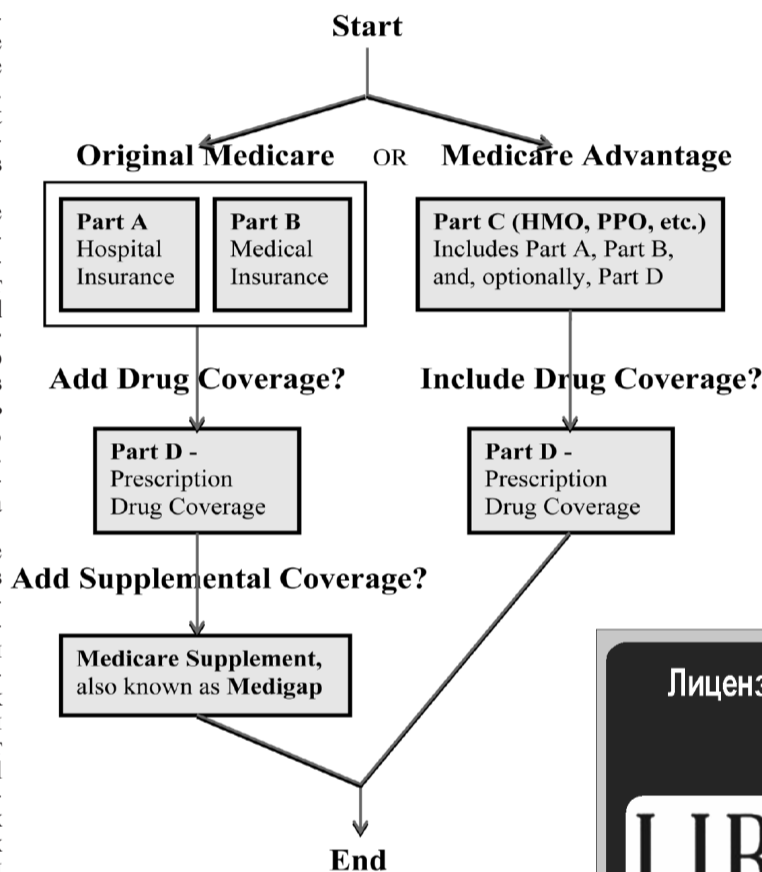 Start
Original Medicare OR Medicare Advantage
Part A
Hospital
Insurance
Part B
Medical
Insurance
Part C (HMO, PPO, etc.)
Includes Part A, Part B,
and, optionally, Part D
Add Drug Coverage?
Include Drug Coverage?
Part D -
Prescription
Drug Coverage
Part D -
Prescription
Drug Coverage
Add Supplemental Coverage?
Medicare Supplement,
also known as Medigap
End